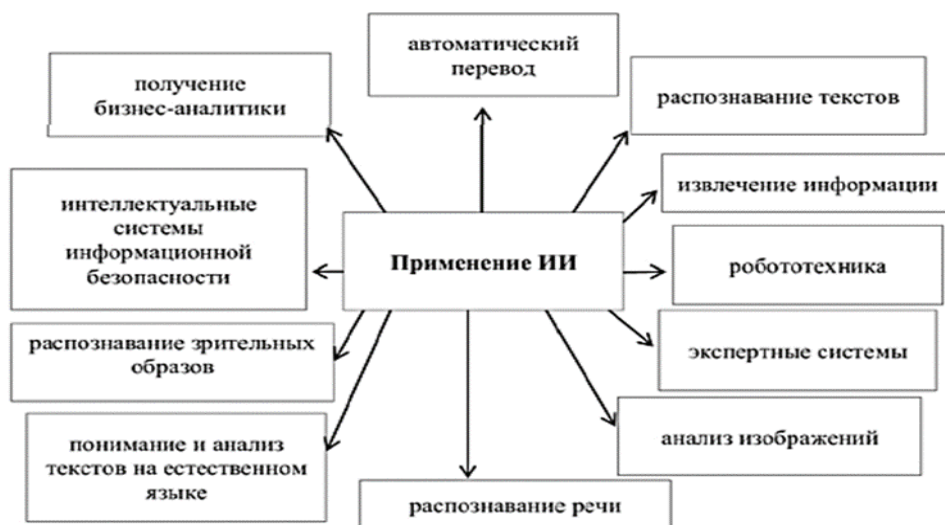 автоматический
перевод
получение
бизнес-аналитики
распознавание текстов
извлечение информации
интеллектуальные
системы
информационной
безопасности
Применение ИИ
робототехника
распознавание зрительных
образов
экспертные системы
понимание и анализ
текстов на естественном
языке
анализ изображений
распознавание речи